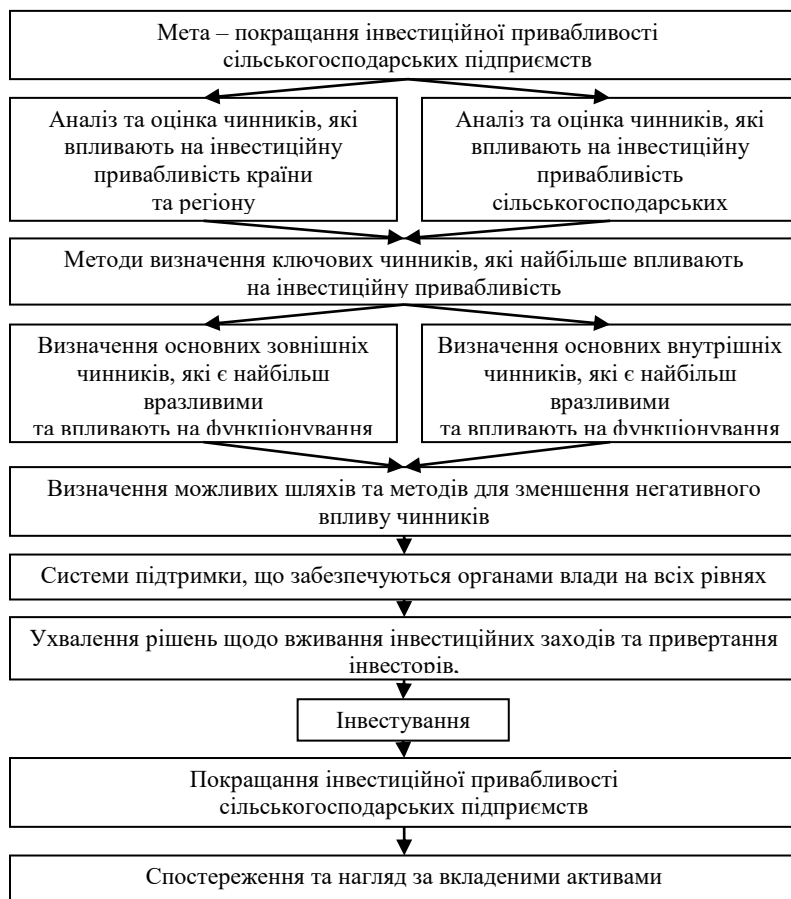 Мета – покращання інвестиційної привабливості
сільськогосподарських підприємств
Аналіз та оцінка чинників, які
впливають на інвестиційну
привабливість країни
та регіону
Аналіз та оцінка чинників, які
впливають на інвестиційну
привабливість
сільськогосподарських
Методи визначення ключових чинників, які найбільше впливають
на інвестиційну привабливість
Визначення основних зовнішніх
чинників, які є найбільш
вразливими
та впливають на функціонування
Визначення основних внутрішніх
чинників, які є найбільш
вразливими
та впливають на функціонування
Визначення можливих шляхів та методів для зменшення негативного
впливу чинників
Системи підтримки, що забезпечуються органами влади на всіх рівнях
Ухвалення рішень щодо вживання інвестиційних заходів та привертання
інвесторів.
Інвестування
Покращання інвестиційної привабливості
сільськогосподарських підприємств
Спостереження та нагляд за вкладеними активами